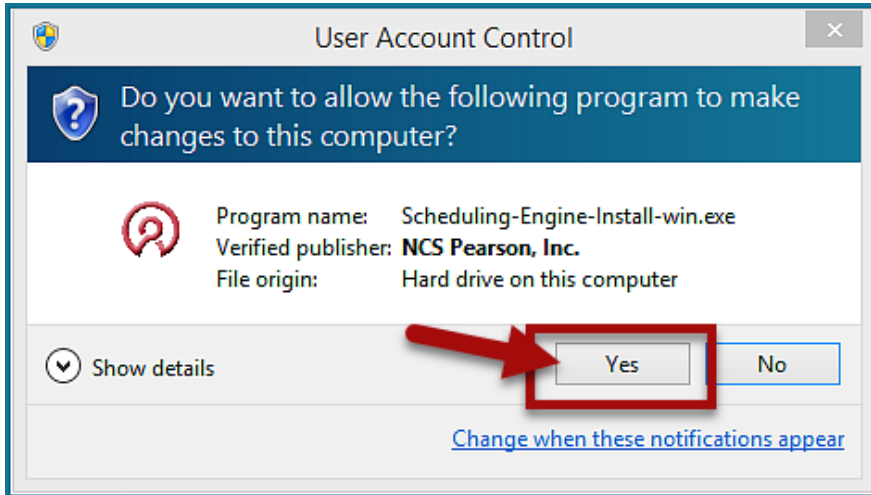 User Account Control
Do you want to allow the following program to make
changes to this computer?
Program name: Scheduling-Engine-Install-win.exe
Verified publisher: NCS Pearson, Inc.
File origin: Hard drive on this computer
Show details
Yes
No
Change when these notifications appear